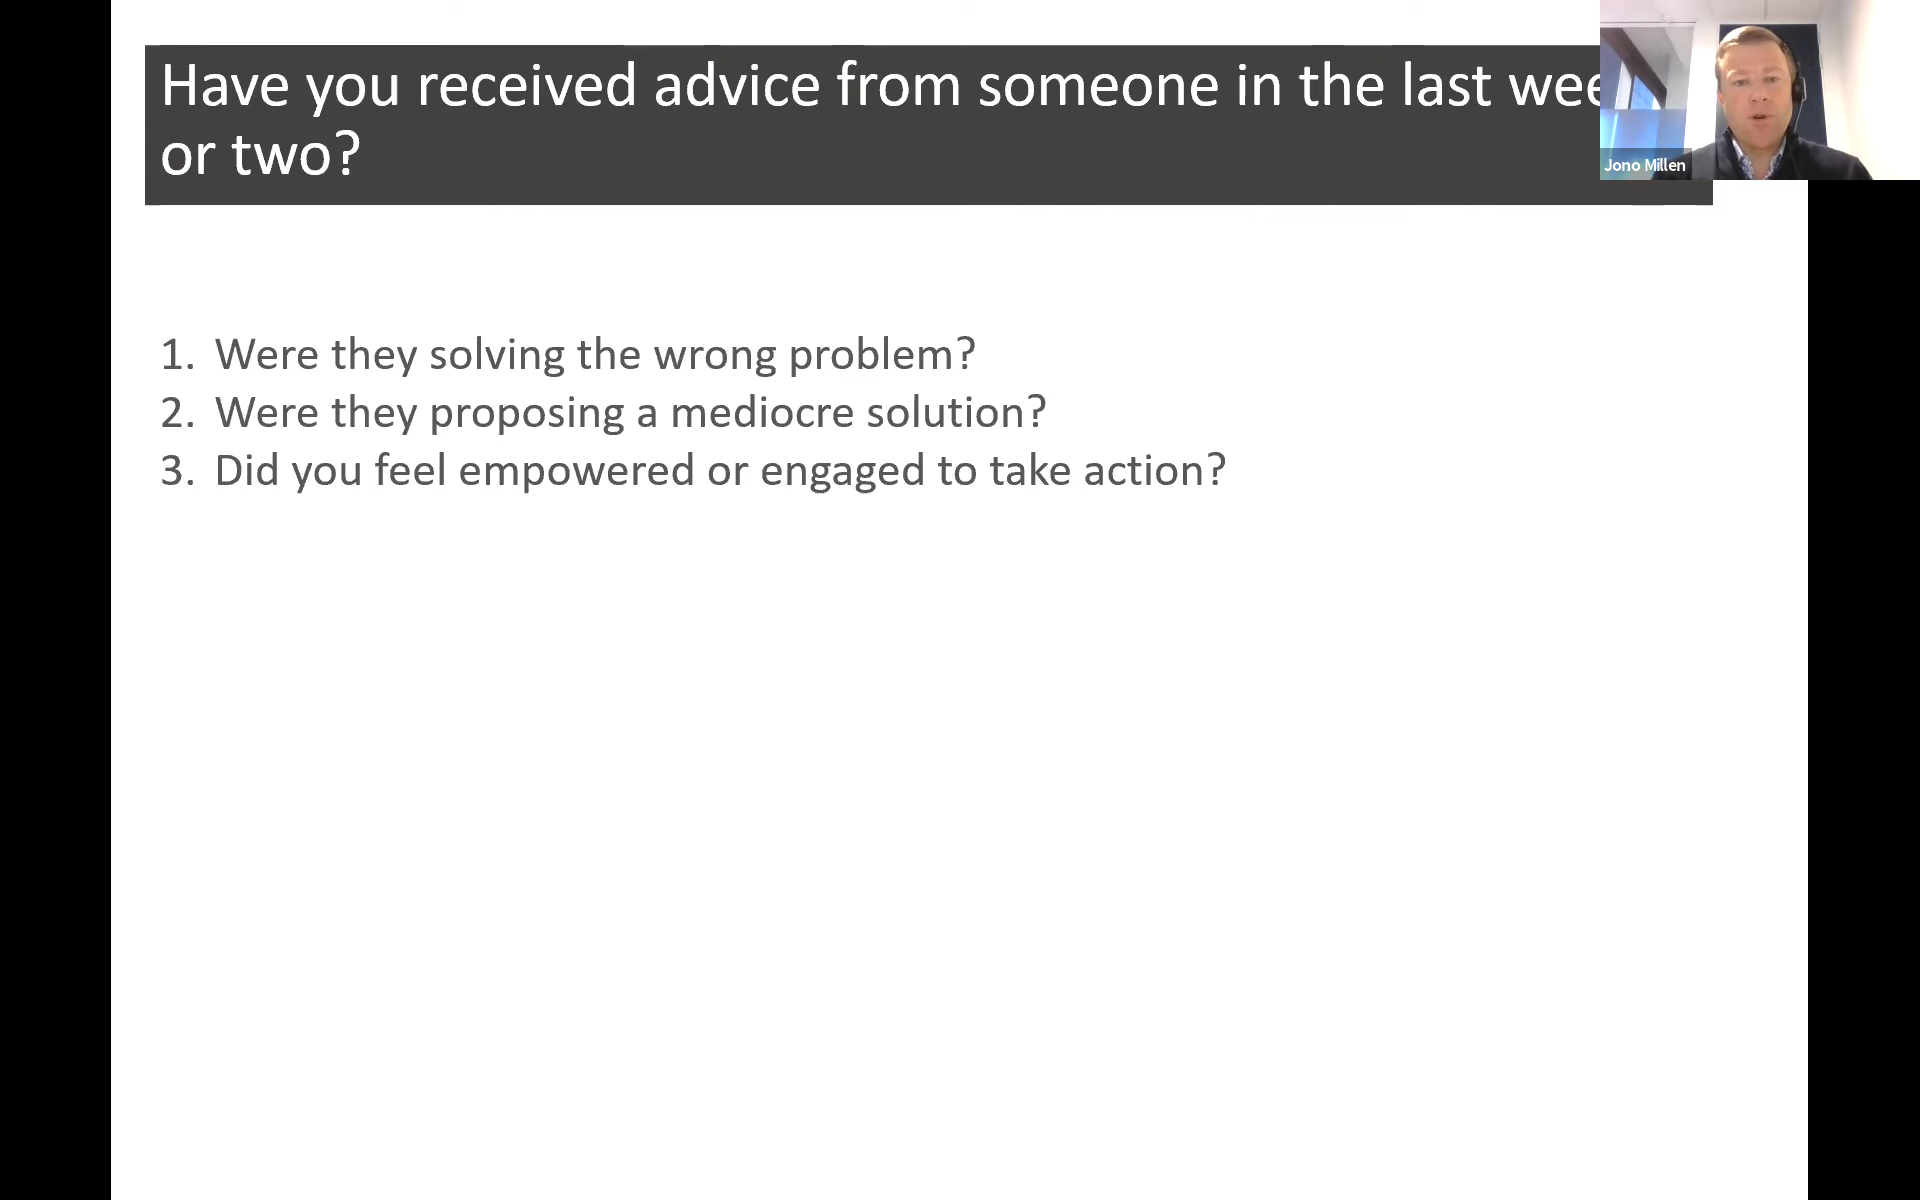 Have you received advice from someone in the last
or two?
Jono Millen
1. Were they solving the wrong problem?
2. Were they proposing a mediocre solution?
3. Did you feel empowered or engaged to take action?